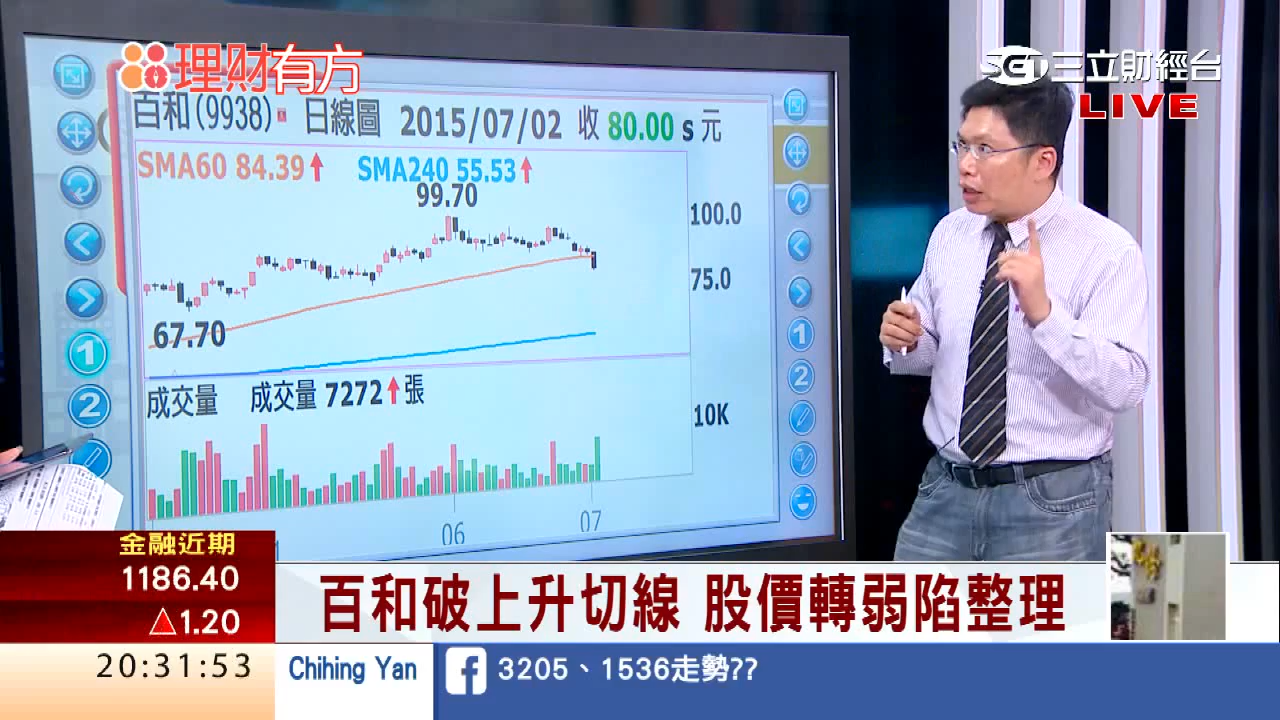 理財有方
三立財經台
LIVE
百和(9938) 日線圖 2015/07/02 收 80.00 s 元
SMA60 84.39↑ SMA240 55.53↑
99.70
100.0
75.0
67.70
成交量 成交量 7272↑張
10K
06
07
1
2
1
2
金融近期
1186.40
△1.20
百和破上升切線 股價轉弱陷整理
20:31:53
Chihing Yan
3205、1536走勢??